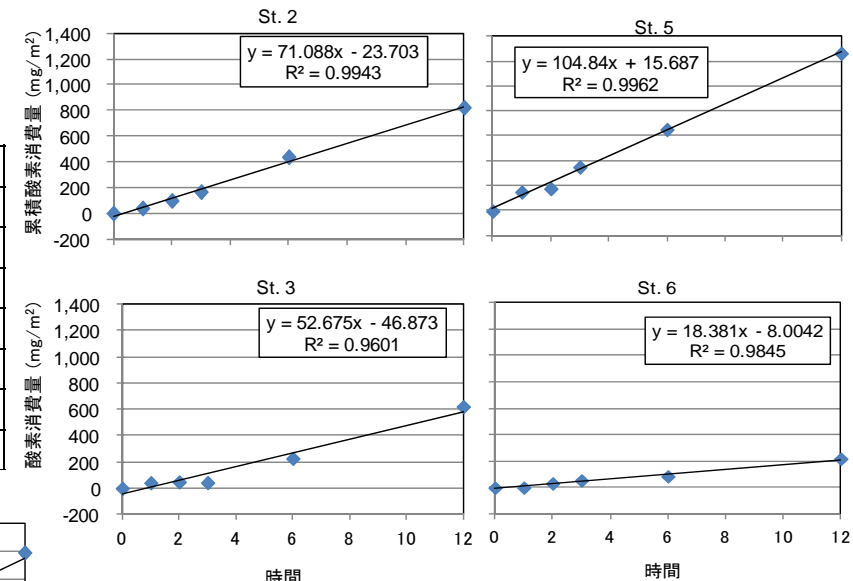 St. 2
累積酸素消費量 (mg/m²)
1,400
1,200
1,000
800
600
400
200
0
-200
y = 71.088x - 23.703
R² = 0.9943
St. 5
y = 104.84x + 15.687
R² = 0.9962
St. 3
酸素消費量 (mg/m²)
1,400
1,200
1,000
800
600
400
200
0
-200
y = 52.675x - 46.873
R² = 0.9601
0 2 4 6 8 10 12
時間
St. 6
y = 18.381x - 8.0042
R² = 0.9845
0 2 4 6 8 10 12
時間